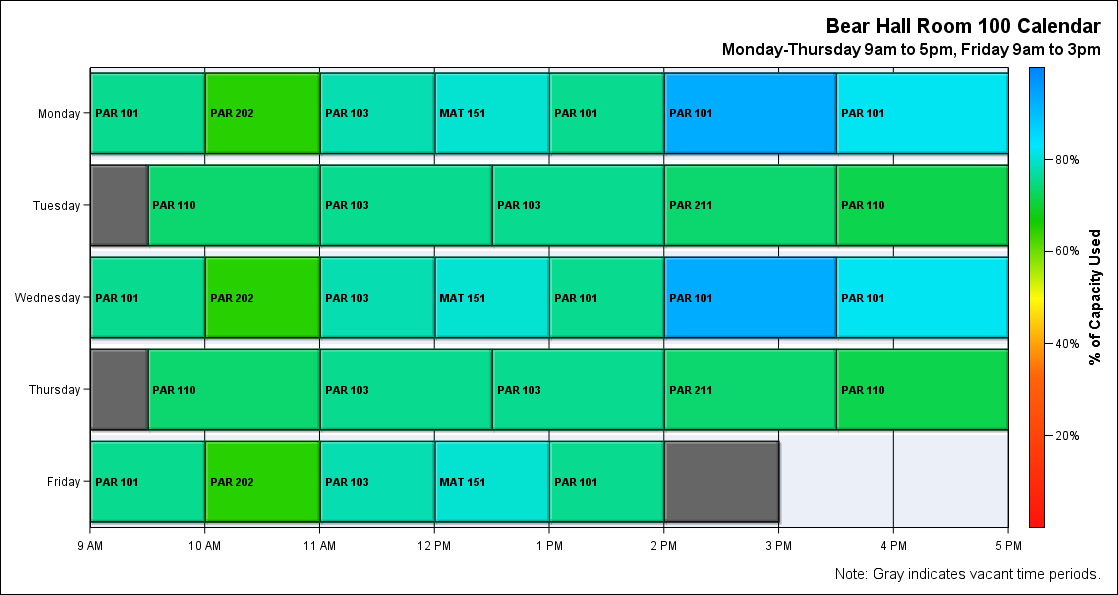 Bear Hall Room 100 Calendar
Monday-Thursday 9am to 5pm, Friday 9am to 3pm
Monday PAR 101 PAR 202 PAR 103 MAT 151 PAR 101 PAR 101 PAR 101
Tuesday PAR 110 PAR 103 PAR 103 PAR 211 PAR 110
Wednesday PAR 101 PAR 202 PAR 103 MAT 151 PAR 101 PAR 101 PAR 101
Thursday PAR 110 PAR 103 PAR 103 PAR 211 PAR 110
Friday PAR 101 PAR 202 PAR 103 MAT 151 PAR 101
9 AM 10 AM 11 AM 12 PM 1 PM 2 PM 3 PM 4 PM 5 PM
80%
60%
40%
20%
% of Capacity Used
Note: Gray indicates vacant time periods.